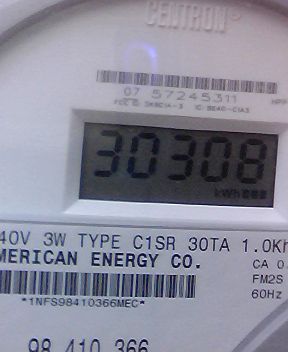 CENTRON®
07 57245311
30308
kWh
40V 3W TYPE C1SR 30TA 1.0Kh
MERICAN ENERGY CO.
CA 0.
FM2S
60Hz
*1NFS98410366MEC*
98 410 366